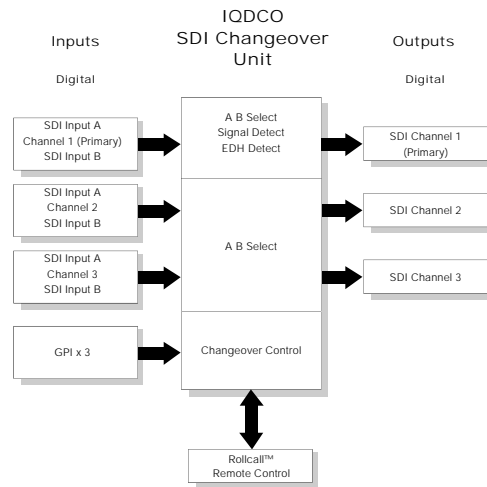 IQDCO
SDI Changeover
Unit
Inputs
Outputs
Digital
Digital
SDI Input A
Channel 1 (Primary)
SDI Input B
A B Select
Signal Detect
EDH Detect
SDI Channel 1
(Primary)
SDI Input A
Channel 2
SDI Input B
SDI Channel 2
A B Select
SDI Input A
Channel 3
SDI Input B
SDI Channel 3
GPI x 3
Changeover Control
Rollcall™
Remote Control